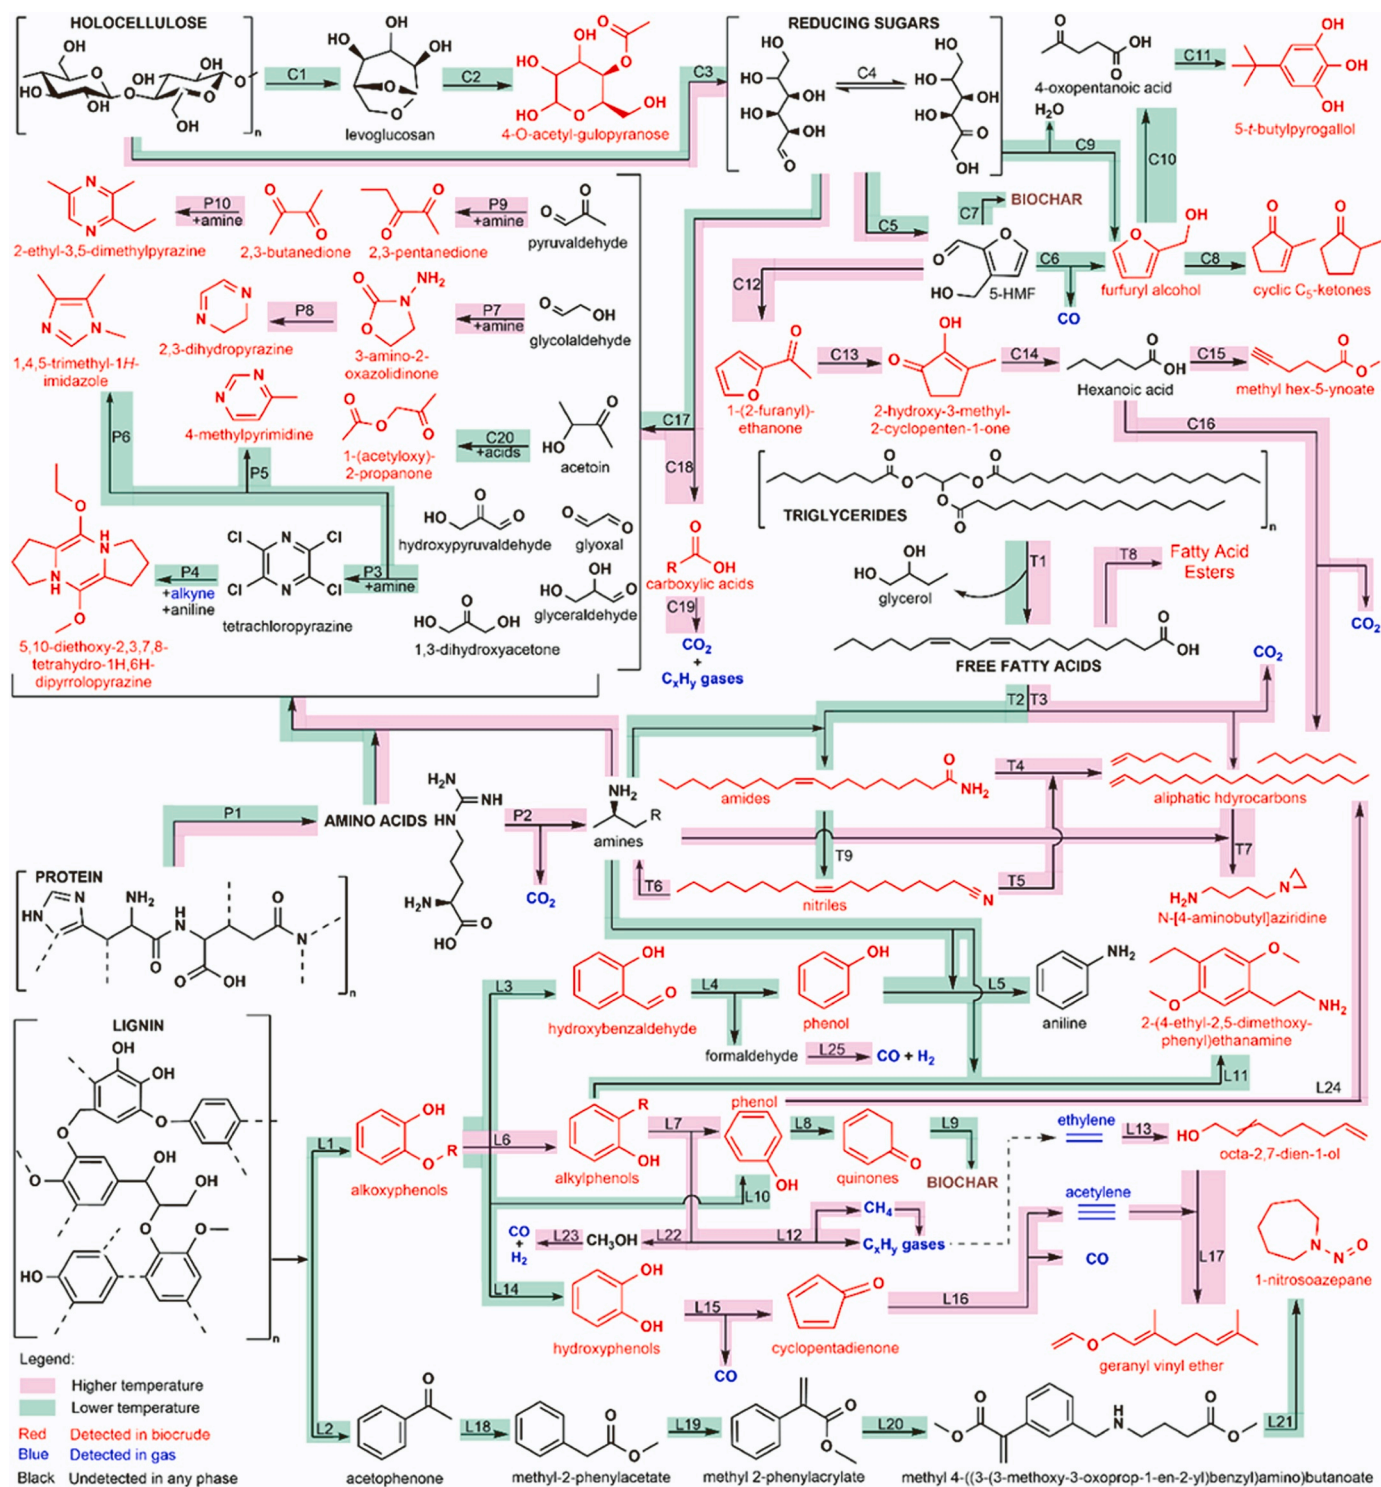 HOLOCELLULOSE
REDUCING SUGARS
C1
C2
C3
C4
levoglucosan
4-O-acetyl-gulopyranose
4-oxopentanoic acid
C11
5-t-butylpyrogallol
H2O
C9
C10
C5
C7
BIOCHAR
P10
+amine
P9
+amine
2-ethyl-3,5-dimethylpyrazine
2,3-butanedione
2,3-pentanedione
pyruvaldehyde
C12
5-HMF
C6
CO
furfuryl alcohol
C8
cyclic C5-ketones
P8
P7
+amine
glycolaldehyde
1,4,5-trimethyl-1H-
imidazole
2,3-dihydropyrazine
3-amino-2-
oxazolidinone
C13
C14
Hexanoic acid
C15
methyl hex-5-ynoate
1-(2-furanyl)-
ethanone
2-hydroxy-3-methyl-
2-cyclopenten-1-one
C16
P6
4-methylpyrimidine
1-(acetyloxy)-
2-propanone
C20
+acids
acetoin
C17
C18
P5
TRIGLYCERIDES
n
hydroxypyruvaldehyde
glyoxal
carboxylic acids
C19
CO2
+
CxHy gases
P4
+alkyne
+aniline
P3
+amine
tetrachloropyrazine
glyceraldehyde
1,3-dihydroxyacetone
5,10-diethoxy-2,3,7,8-
tetrahydro-1H,6H-
dipyrrolopyrazine
glycerol
T1
T8
Fatty Acid
Esters
FREE FATTY ACIDS
CO2
CO2
T2
T3
P1
AMINO ACIDS
P2
CO2
amines
amides
T4
aliphatic hdyrocarbons
T9
T7
T6
nitriles
T5
N-[4-aminobutyl]aziridine
PROTEIN
n
L3
hydroxybenzaldehyde
L4
phenol
L5
aniline
formaldehyde
L25
CO + H2
2-(4-ethyl-2,5-dimethoxy-
phenyl)ethanamine
L11
L24
LIGNIN
n
L1
alkoxyphenols
L6
alkylphenols
L7
phenol
L8
quinones
L9
BIOCHAR
L10
ethylene
L13
octa-2,7-dien-1-ol
acetylene
CO
+
H2
L23
CH3OH
L22
L12
CH4
CxHy gases
CO
L17
1-nitrosoazepane
L14
hydroxyphenols
L15
CO
cyclopentadienone
L16
geranyl vinyl ether
Legend:
Higher temperature
Lower temperature
Red Detected in biocrude
Blue Detected in gas
Black Undetected in any phase
L2
acetophenone
L18
methyl-2-phenylacetate
L19
methyl 2-phenylacrylate
L20
methyl 4-((3-(3-methoxy-3-oxoprop-1-en-2-yl)benzyl)amino)butanoate
L21